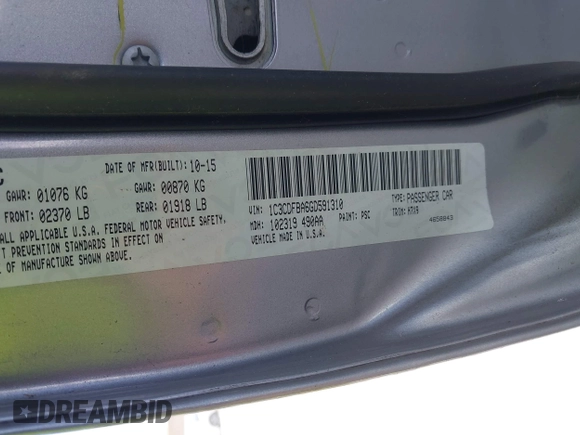 DATE OF MFR(BUILT): 10-15
GAWR: 01076 KG GAWR: 00870 KG
FRONT: 02370 LB REAR: 01918 LB
ALL APPLICABLE U.S.A. FEDERAL MOTOR VEHICLE SAFETY,
T PREVENTION STANDARDS IN EFFECT ON
E OF MANUFACTURE SHOWN ABOVE.
VIN: 1C3CDFBA6GD591310
TYPE: PASSENGER CAR
MDH: 102319 490AA PAINT: PSC
VEHICLE MADE IN U.S.A.
4658843
DREAMBID